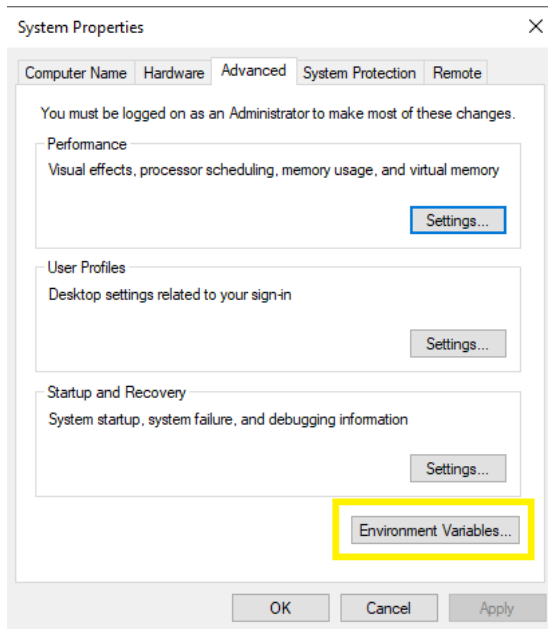 System Properties
Computer Name Hardware Advanced System Protection Remote
You must be logged on as an Administrator to make most of these changes.
Performance
Visual effects, processor scheduling, memory usage, and virtual memory
Settings...
User Profiles
Desktop settings related to your sign-in
Settings...
Startup and Recovery
System startup, system failure, and debugging information
Settings...
Environment Variables...
OK Cancel Apply